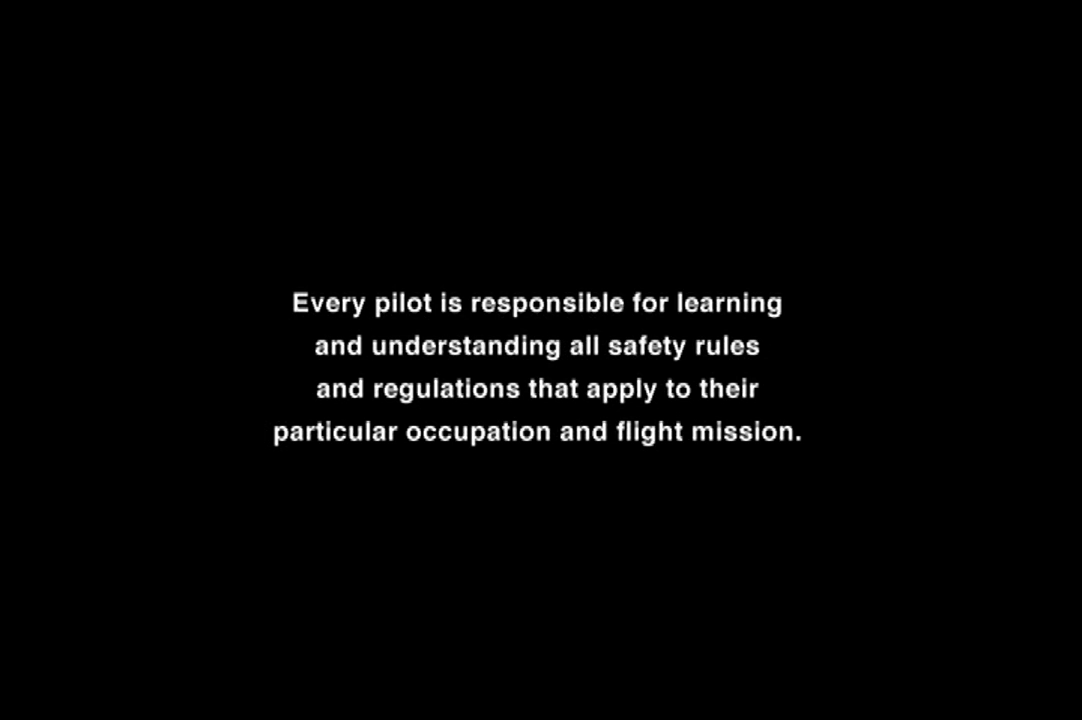 Every pilot is responsible for learning
and understanding all safety rules
and regulations that apply to their
particular occupation and flight mission.